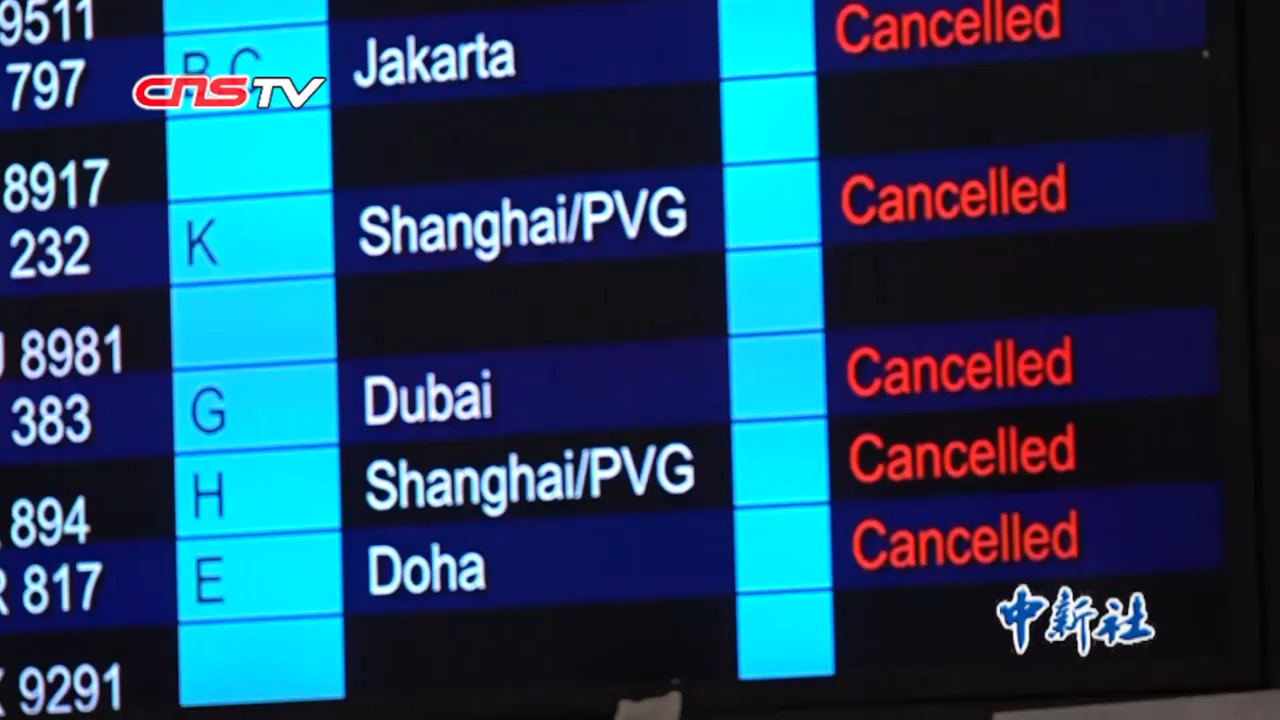 9511
797 B C Jakarta Cancelled
CNSTV
8917
232 K Shanghai/PVG Cancelled
8981
383 G Dubai Cancelled
894 H Shanghai/PVG Cancelled
R 817 E Doha Cancelled
9291
中新社